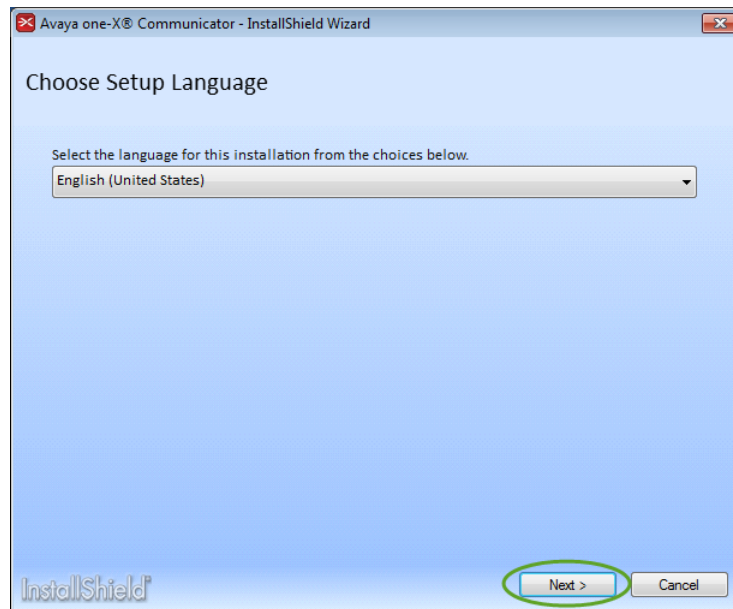 Avaya one-X® Communicator - InstallShield Wizard
Choose Setup Language
Select the language for this installation from the choices below.
English (United States)
InstallShield
Next >
Cancel